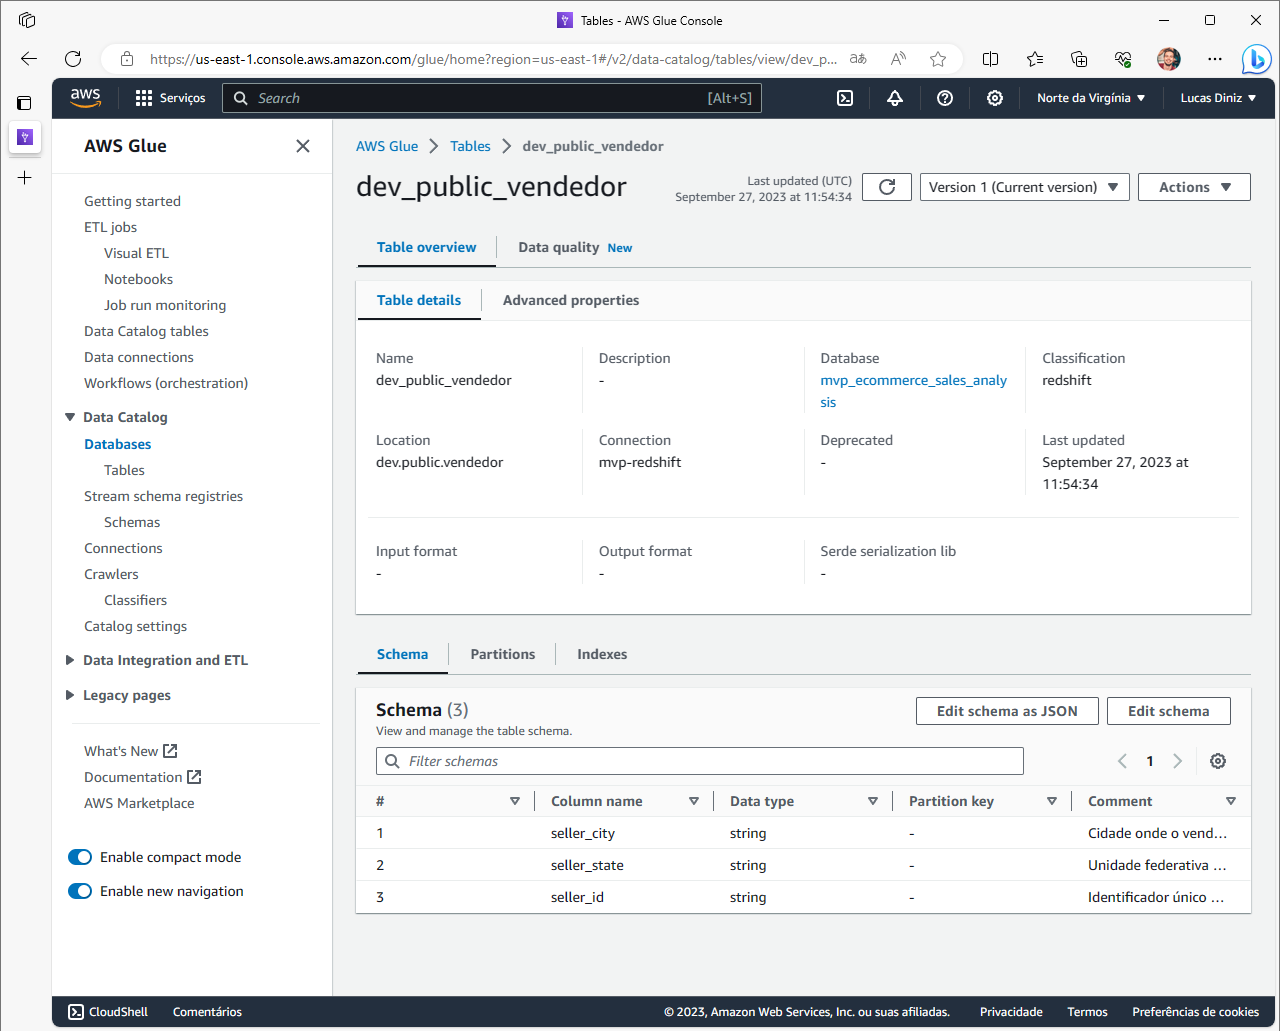 Tables - AWS Glue Console
https://us-east-1.console.aws.amazon.com/glue/home?region=us-east-1#/v2/data-catalog/tables/view/dev_p...
aws
Serviços
Search
[Alt+S]
Norte da Virgínia
Lucas Diniz
AWS Glue
Getting started
ETL jobs
Visual ETL
Notebooks
Job run monitoring
Data Catalog tables
Data connections
Workflows (orchestration)
Data Catalog
Databases
Tables
Stream schema registries
Schemas
Connections
Crawlers
Classifiers
Catalog settings
Data Integration and ETL
Legacy pages
What's New
Documentation
AWS Marketplace
Enable compact mode
Enable new navigation
AWS Glue > Tables > dev_public_vendedor
dev_public_vendedor
Last updated (UTC)
September 27, 2023 at 11:54:34
Version 1 (Current version)
Actions
Table overview
Data quality New
Table details
Advanced properties
Name
dev_public_vendedor
Description
-
Database
mvp_ecommerce_sales_analy
sis
Classification
redshift
Location
dev.public.vendedor
Connection
mvp-redshift
Deprecated
-
Last updated
September 27, 2023 at
11:54:34
Input format
-
Output format
-
Serde serialization lib
-
Schema
Partitions
Indexes
Schema (3)
View and manage the table schema.
Edit schema as JSON
Edit schema
Filter schemas
1
# Column name Data type Partition key Comment
1 seller_city string - Cidade onde o vend...
2 seller_state string - Unidade federativa ...
3 seller_id string - Identificador único ...
CloudShell
Comentários
© 2023, Amazon Web Services, Inc. ou suas afiliadas.
Privacidade
Termos
Preferências de cookies